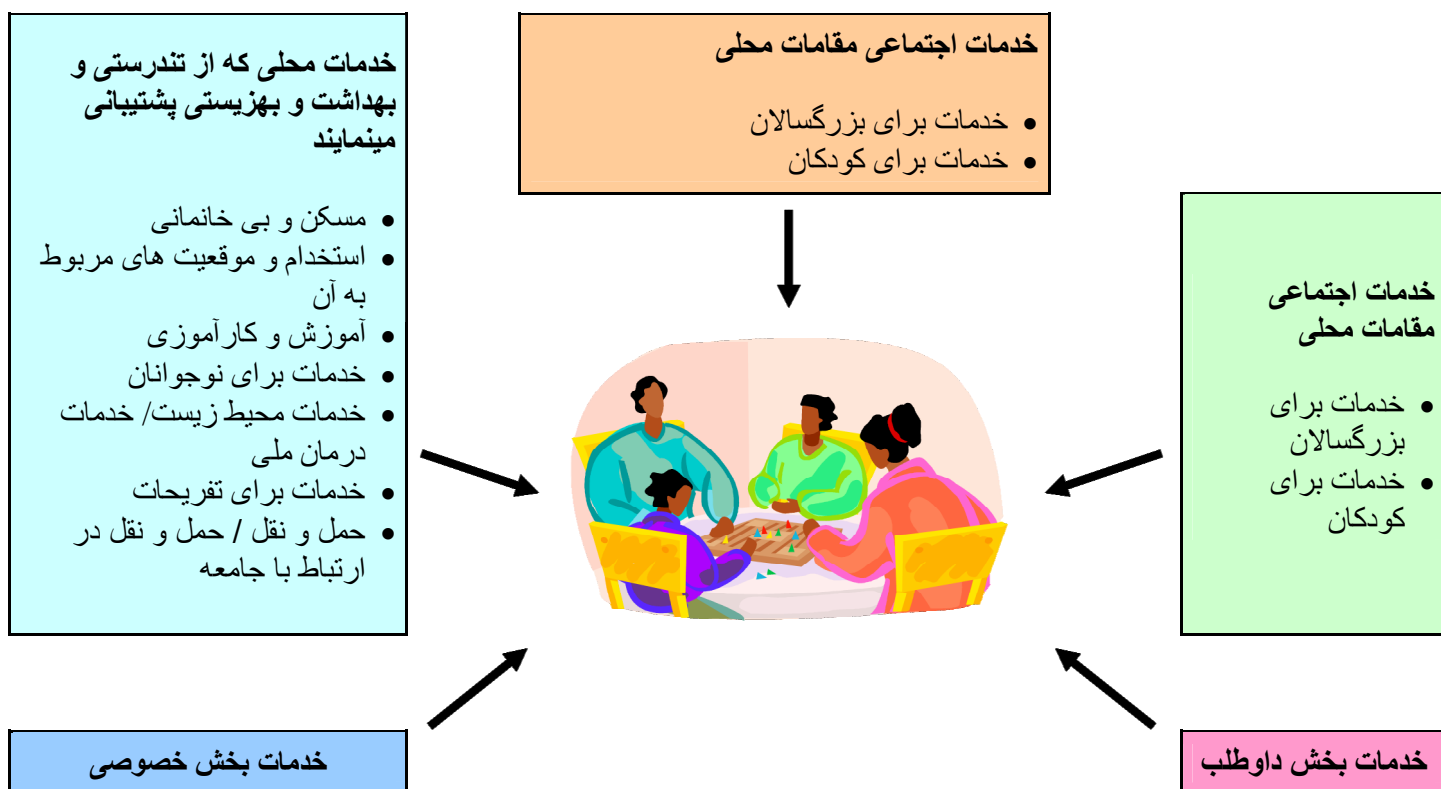 خدمات اجتماعی مقامات محلی
• خدمات برای بزرگسالان
• خدمات برای کودکان
خدمات اجتماعی
مقامات محلی
• خدمات برای
بزرگسالان
• خدمات برای
کودکان
خدمات محلی که از تندرستی و
بهداشت و بهزیستی پشتیبانی
مینمایند
• مسکن و بی خانمانی
• استخدام و موقعیت های مربوط
به آن
• آموزش و کارآموزی
• خدمات برای نوجوانان
• خدمات محیط زیست/ خدمات
درمان ملی
• خدمات برای تفریحات
• حمل و نقل / حمل و نقل در
ارتباط با جامعه
خدمات بخش داوطلب
خدمات بخش خصوصی